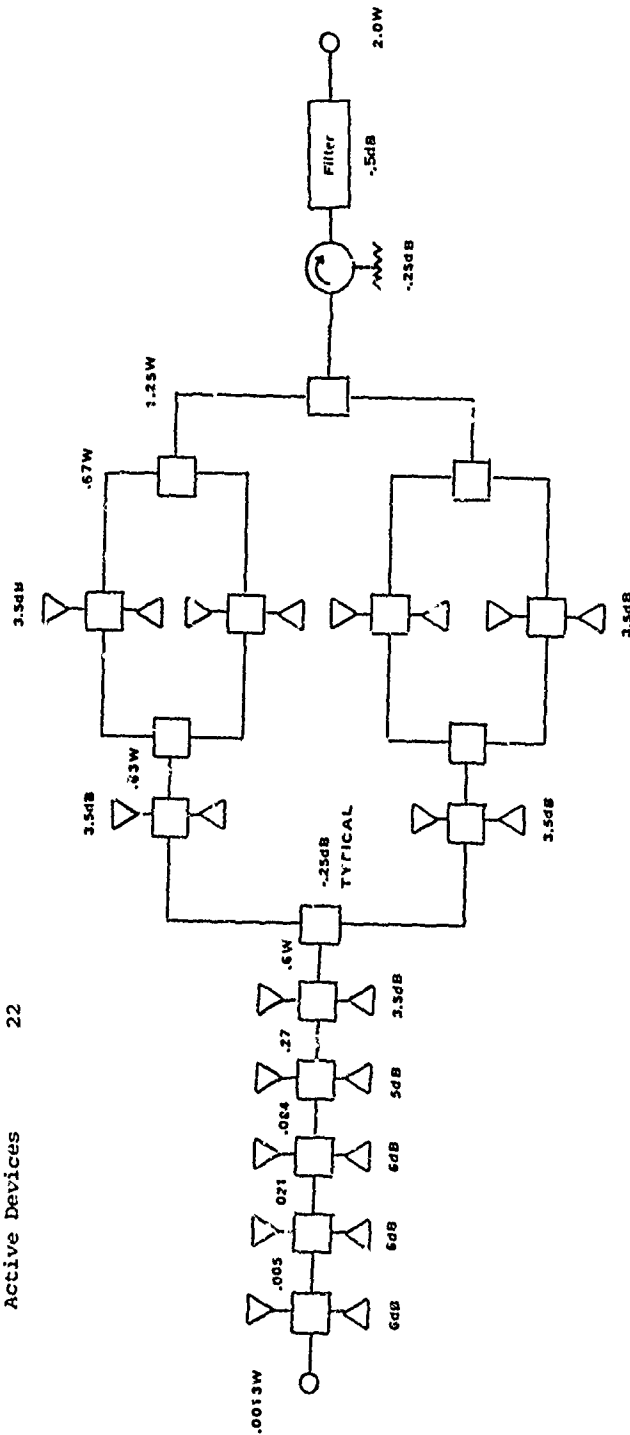 Active Devices 22
.0013W
.005
021
.084
.27
.6W
6dB
6dB
6dB
5dB
3.5dB
-.25dB
TYPICAL
3.5dB
.63W
3.5dB
3.5dB
.67W
3.5dB
1.25W
-.25dB
Filter
-.5dB
2.0W